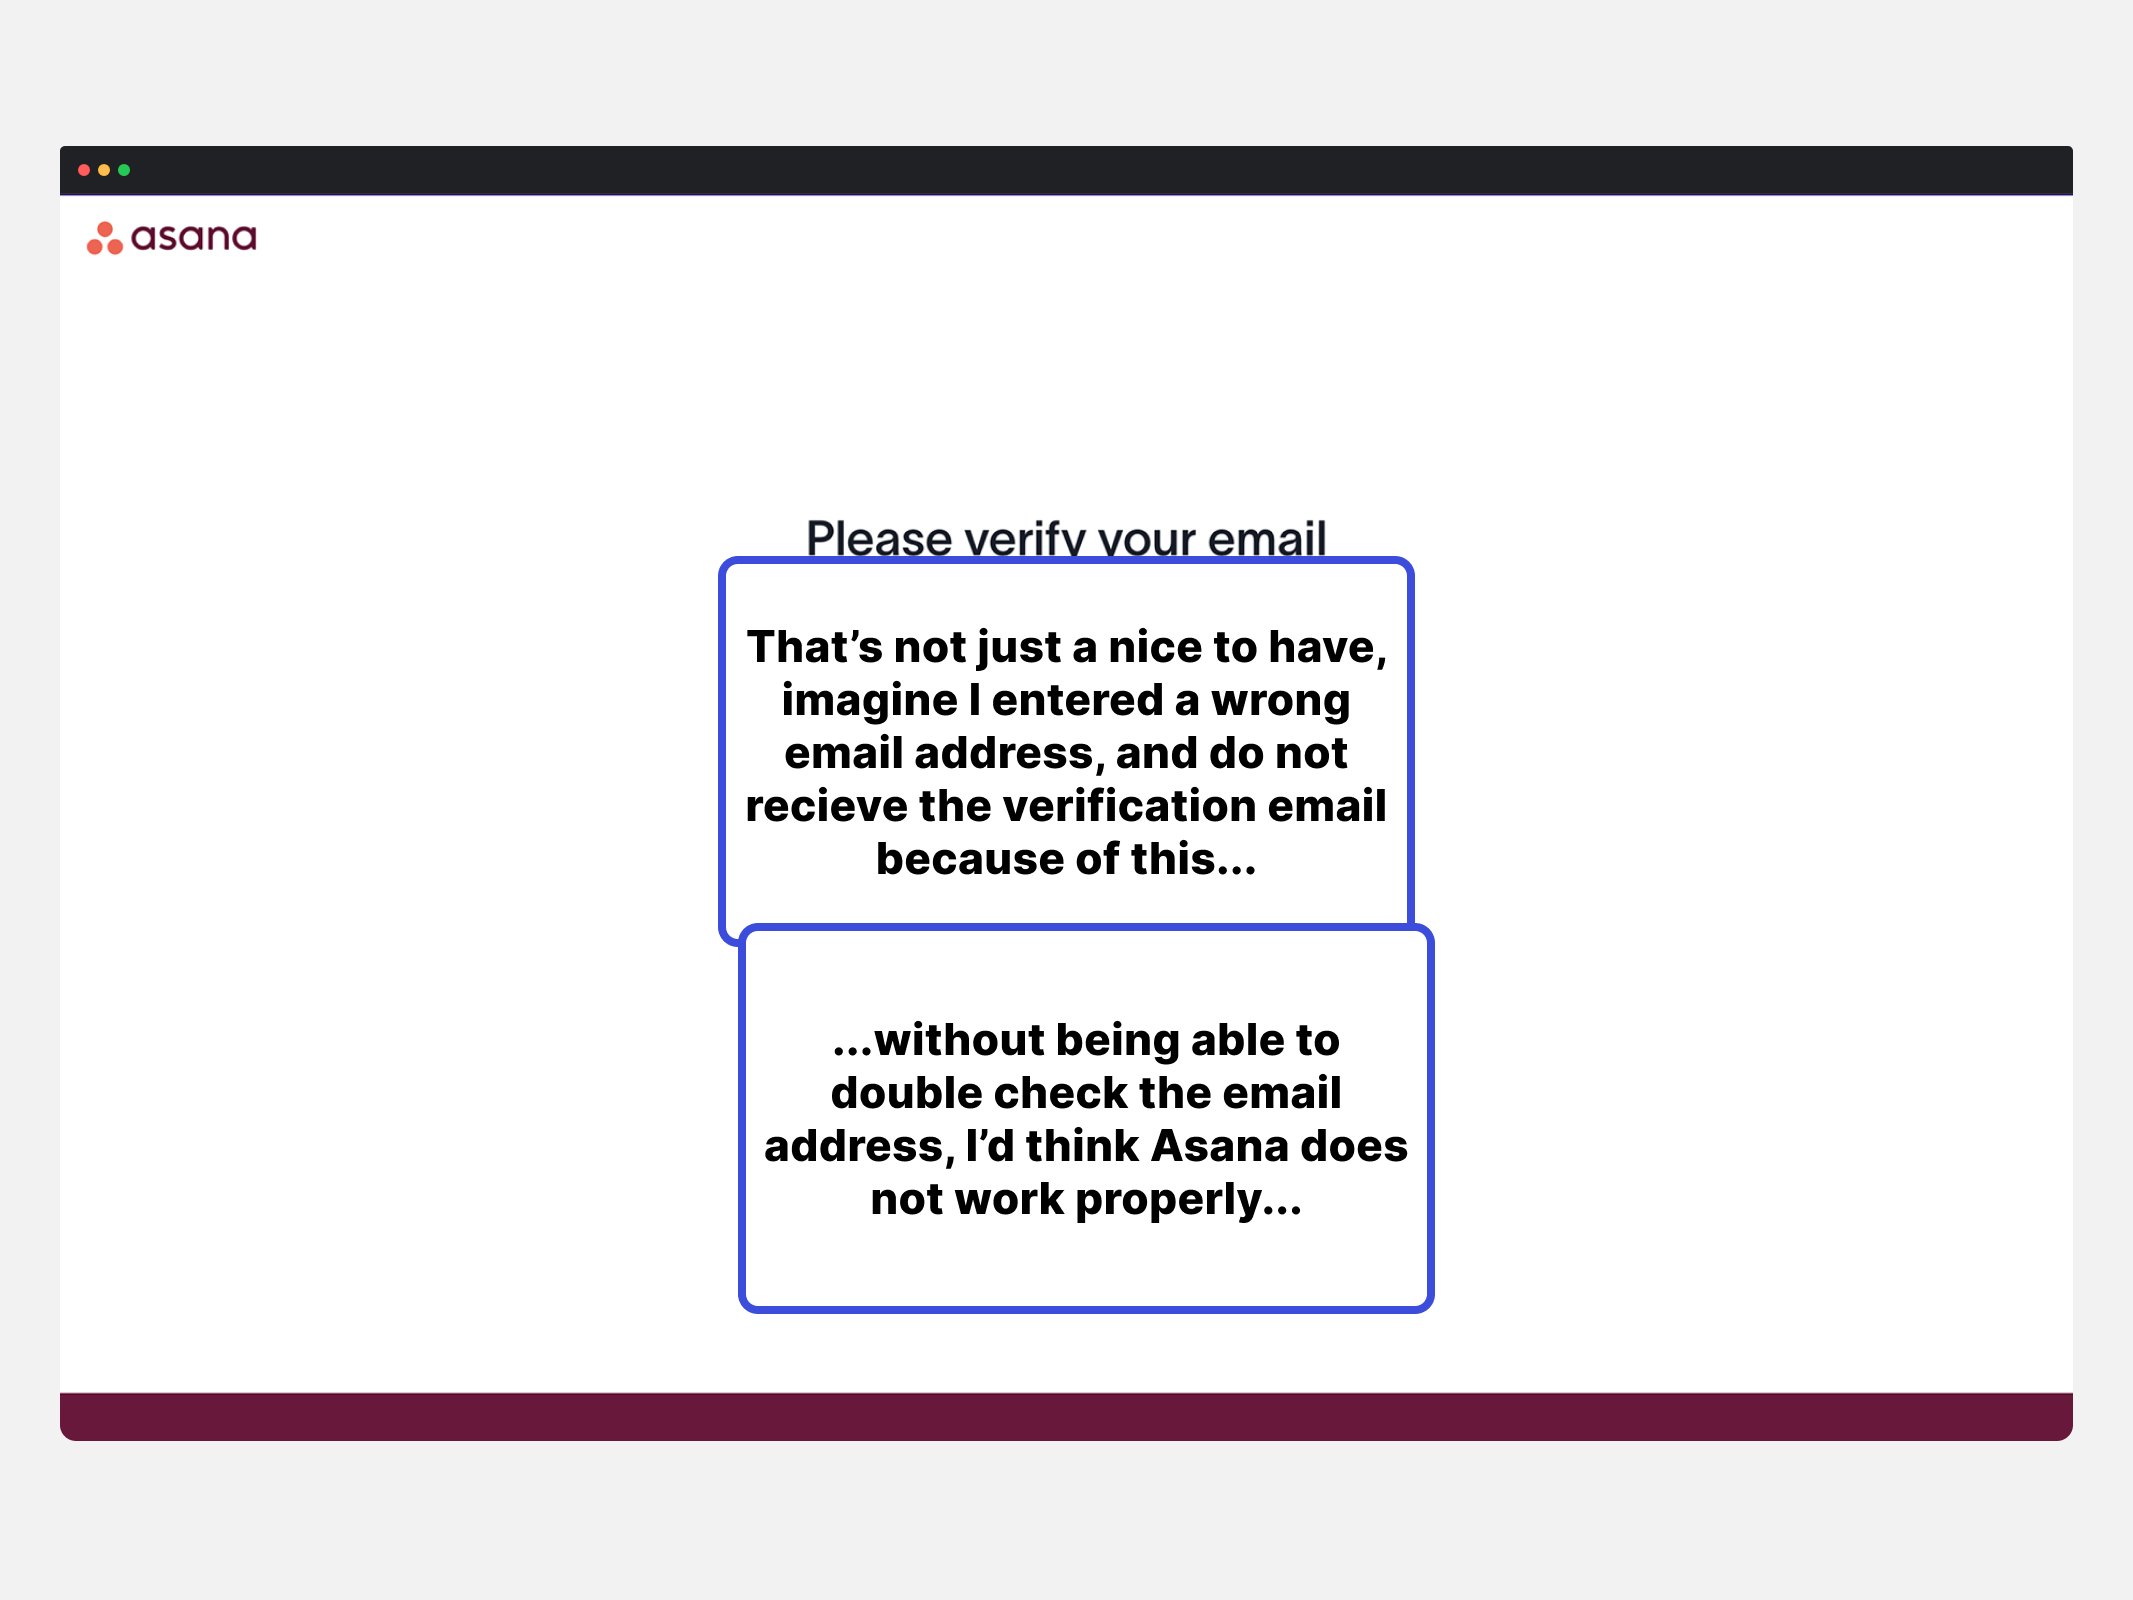 asana
Please verify your email
That’s not just a nice to have,
imagine I entered a wrong
email address, and do not
recieve the verification email
because of this...
...without being able to
double check the email
address, I’d think Asana does
not work properly...